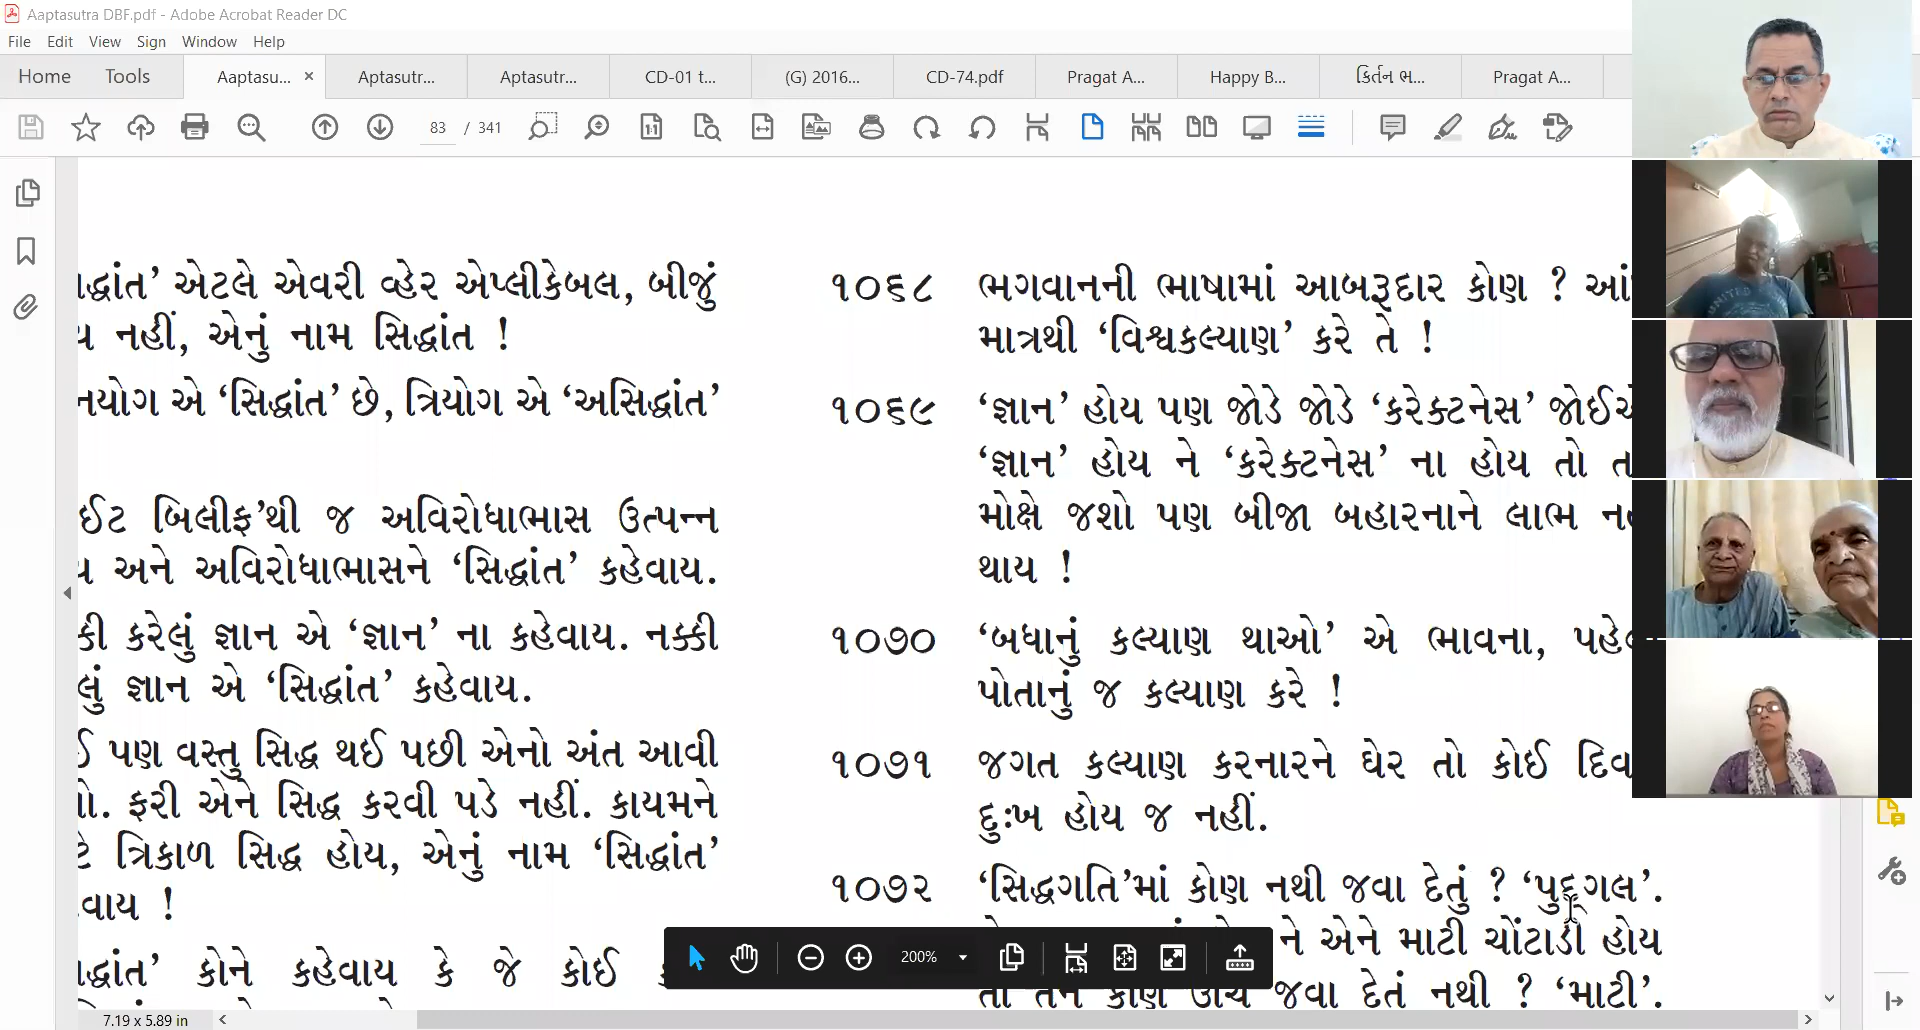 Aaptasutra DBF.pdf - Adobe Acrobat Reader DC
File Edit View Sign Window Help
Home Tools Aaptasu... × Aptasutr... Aptasutr... CD-01 t... (G) 2016... CD-74.pdf Pragat A... Happy B... કિર્તન ભ... Pragat A...
83 / 341
એટલે એવરી વ્હેર એપ્લીકેબલ, બીજું
નહીં, એનું નામ સિદ્ધાંત !
એ ‘સિદ્ધાંત’ છે, ત્રિયોગ એ ‘અસિદ્ધાંત’
બિલીફ’થી જ અવિરોધાભાસ ઉત્પન્ન
અને અવિરોધાભાસને ‘સિદ્ધાંત’ કહેવાય.
કરેલું જ્ઞાન એ ‘જ્ઞાન’ ના કહેવાય. નક્કી
જ્ઞાન એ ‘સિદ્ધાંત’ કહેવાય.
પણ વસ્તુ સિદ્ધ થઈ પછી એનો અંત આવી
ફરી એને સિદ્ધ કરવી પડે નહીં. કાયમને
ત્રિકાળ સિદ્ધ હોય, એનું નામ ‘સિદ્ધાંત’
વાય !
કોને કહેવાય કે જે કોઈ
૧૦૬૮ ભગવાનની ભાષામાં આબરૂદાર કોણ ?
માત્રથી ‘વિશ્વકલ્યાણ’ કરે તે !
૧૦૬૯ ‘જ્ઞાન’ હોય પણ જોડે જોડે ‘કરેક્ટનેસ’
‘જ્ઞાન’ હોય ને ‘કરેક્ટનેસ’ ના હોય તો
મોક્ષે જશો પણ બીજા બહારનાને લાભ
થાય !
૧૦૭૦ ‘બધાનું કલ્યાણ થાઓ’ એ ભાવના,
પોતાનું જ કલ્યાણ કરે !
૧૦૭૧ જગત કલ્યાણ કરનારને ઘેર તો કોઈ
દુઃખ હોય જ નહીં.
૧૦૭૨ ‘સિદ્ધગતિ’માં કોણ નથી જવા દેતું ? ‘પુદ્ગલ’.
ને એને માટી ચોંટાડી હોય
જવા દેતું નથી ? ‘માટી’.
200%
7.19 x 5.89 in